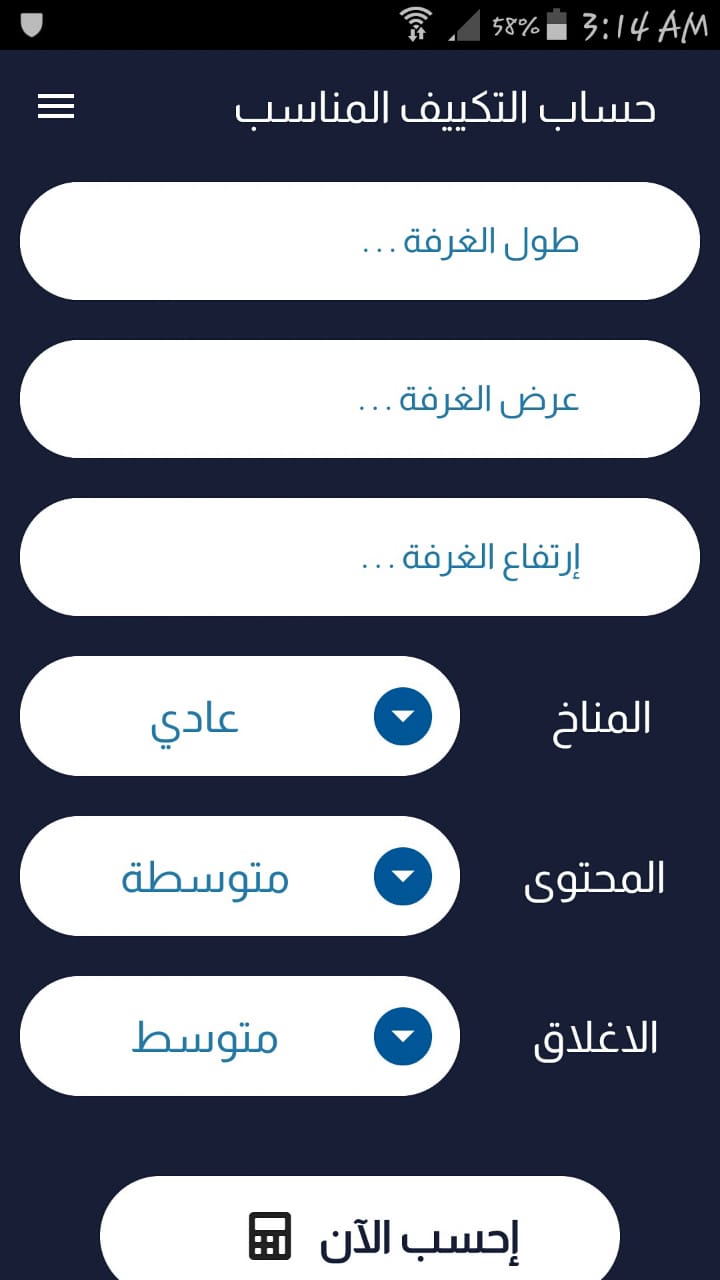 58% 3:14 AM
حساب التكييف المناسب
طول الغرفة ...
عرض الغرفة ...
إرتفاع الغرفة ...
المناخ عادي
المحتوى متوسطة
الاغلاق متوسط
إحسب الآن